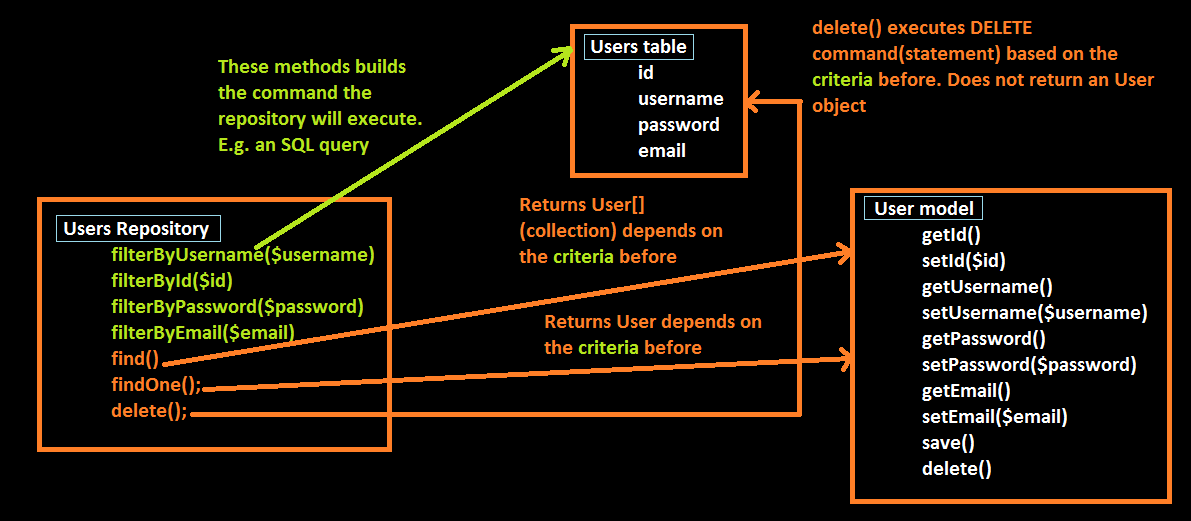 These methods builds
the command the
repository will execute.
E.g. an SQL query
Users table
id
username
password
email
delete() executes DELETE
command(statement) based on the
criteria before. Does not return an User
object
Users Repository
filterByUsername($username)
filterById($id)
filterByPassword($password)
filterByEmail($email)
find()
findOne();
delete();
Returns User[]
(collection) depends on
the criteria before
Returns User depends on
the criteria before
User model
getId()
setId($id)
getUsername()
setUsername($username)
getPassword()
setPassword($password)
getEmail()
setEmail($email)
save()
delete()